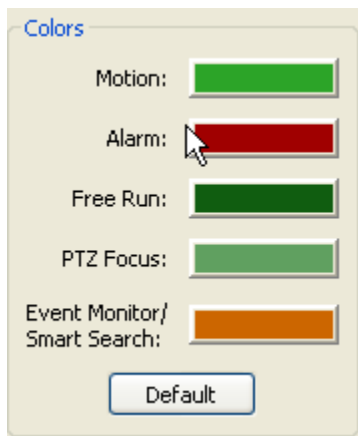 Colors
Motion:
Alarm:
Free Run:
PTZ Focus:
Event Monitor/
Smart Search:
Default